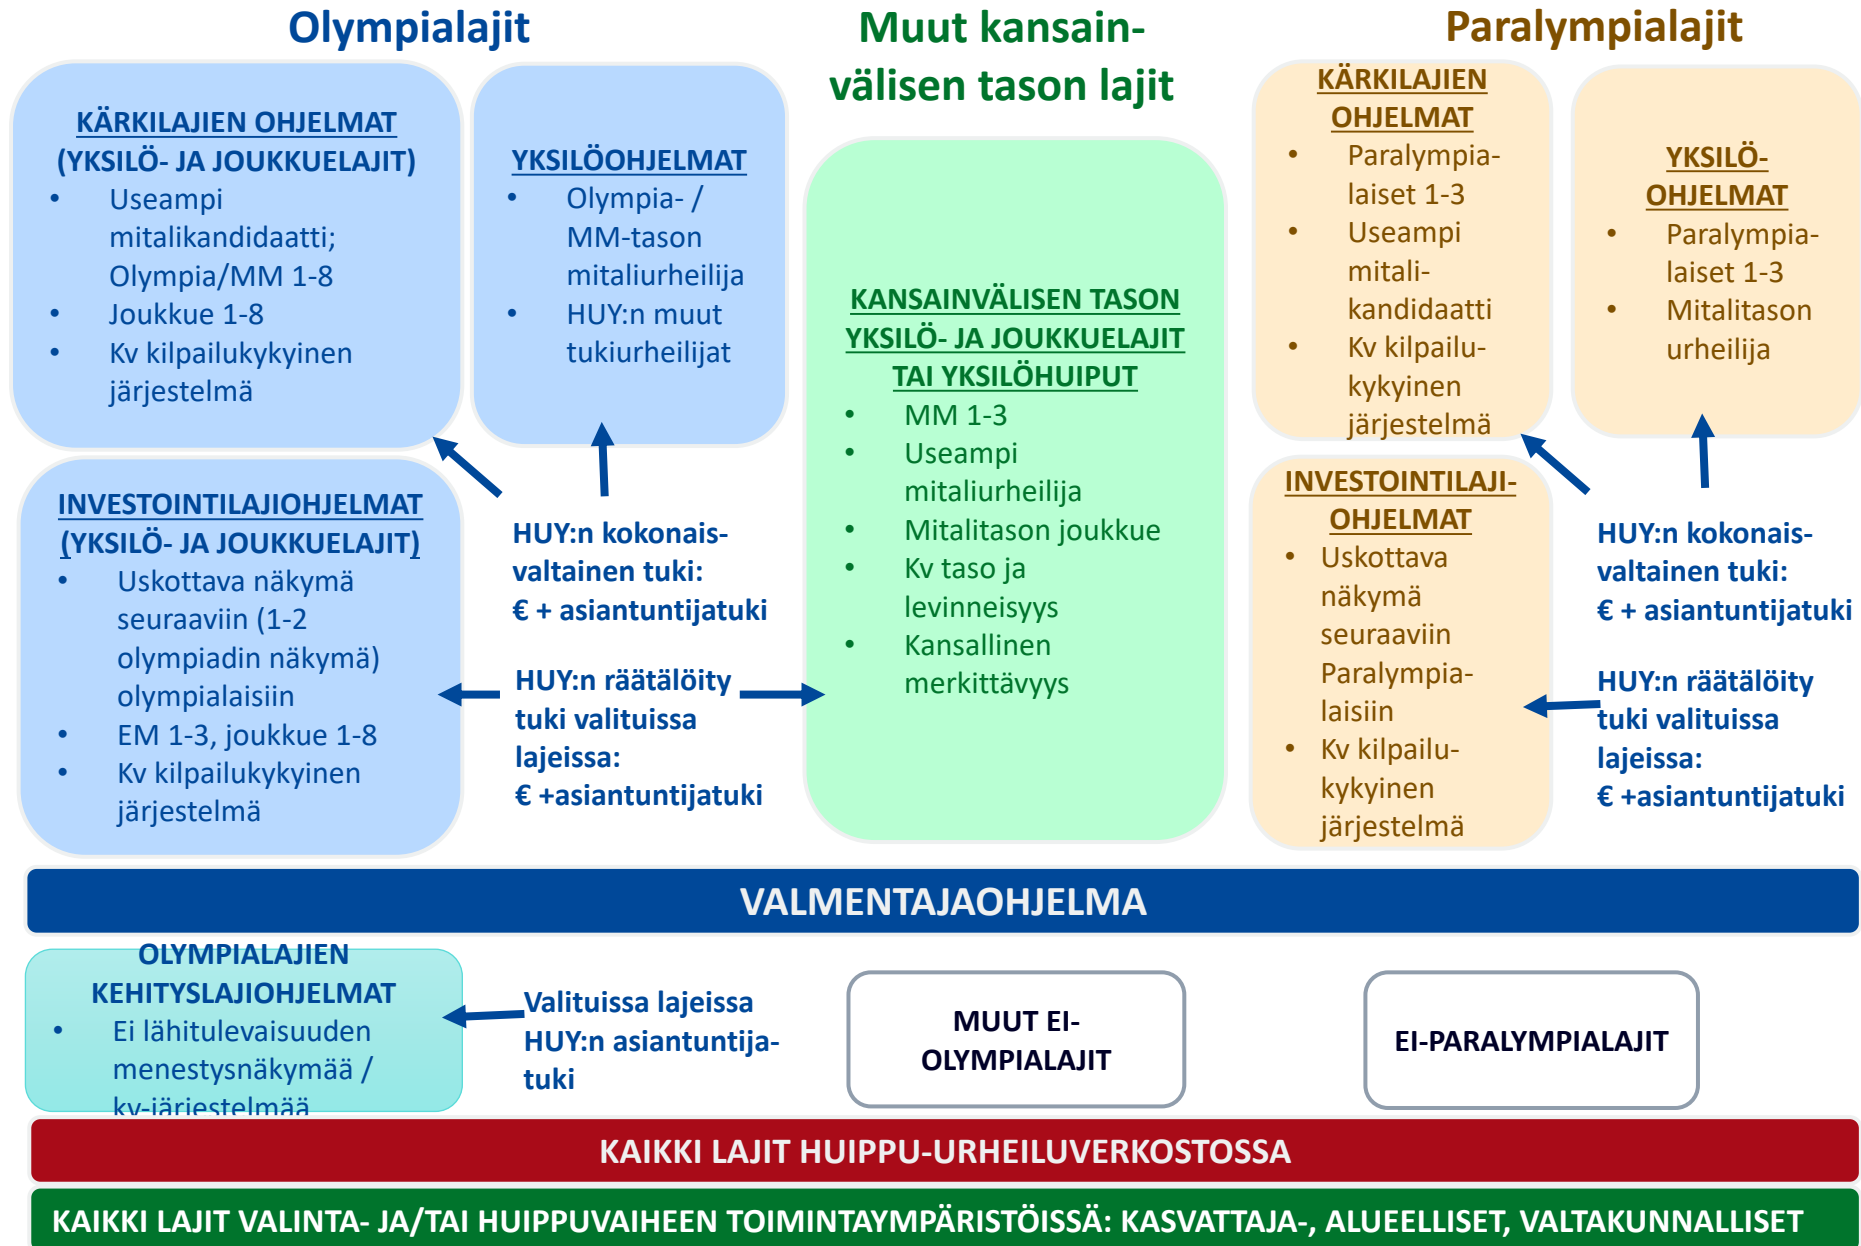 Olympialajit
KÄRKILAJIEN OHJELMAT
(YKSILÖ- JA JOUKKUELAJIT)
• Useampi
mitalikandidaatti;
Olympia/MM 1-8
• Joukkue 1-8
• Kv kilpailukykyinen
järjestelmä
YKSILÖOHJELMAT
• Olympia- /
MM-tason
mitaliurheilija
• HUY:n muut
tukiurheilijat
INVESTOINTILAJIOHJELMAT
(YKSILÖ- JA JOUKKUELAJIT)
• Uskottava näkymä
seuraaviin (1-2
olympiadin näkymä)
olympialaisiin
• EM 1-3, joukkue 1-8
• Kv kilpailukykyinen
järjestelmä
HUY:n kokonais-
valtainen tuki:
€ + asiantuntijatuki
HUY:n räätälöity
tuki valituissa
lajeissa:
€ +asiantuntijatuki
Muut kansain-
välisen tason lajit
KANSAINVÄLISEN TASON
YKSILÖ- JA JOUKKUELAJIT
TAI YKSILÖHUIPUT
• MM 1-3
• Useampi
mitaliurheilija
• Mitalitason joukkue
• Kv taso ja
levinneisyys
• Kansallinen
merkittävyys
Paralympialajit
KÄRKILAJIEN
OHJELMAT
• Paralympia-
laiset 1-3
• Useampi
mitali-
kandidaatti
• Kv kilpailu-
kykyinen
järjestelmä
YKSILÖ-
OHJELMAT
• Paralympia-
laiset 1-3
• Mitalitason
urheilija
INVESTOINTILAJI-
OHJELMAT
• Uskottava
näkymä
seuraaviin
Paralympia-
laisiin
• Kv kilpailu-
kykyinen
järjestelmä
HUY:n kokonais-
valtainen tuki:
€ + asiantuntijatuki
HUY:n räätälöity
tuki valituissa
lajeissa:
€ +asiantuntijatuki
VALMENTAJAOHJELMA
OLYMPIALAJIEN
KEHITYSLAJIOHJELMAT
• Ei lähitulevaisuuden
menestysnäkymää /
kv-järjestelmää
Valituissa lajeissa
HUY:n asiantuntija-
tuki
MUUT EI-
OLYMPIALAJIT
EI-PARALYMPIALAJIT
KAIKKI LAJIT HUIPPU-URHEILUVERKOSTOSSA
KAIKKI LAJIT VALINTA- JA/TAI HUIPPUVAIHEEN TOIMINTAYMPÄRISTÖISSÄ: KASVATTAJA-, ALUEELLISET, VALTAKUNNALLISET